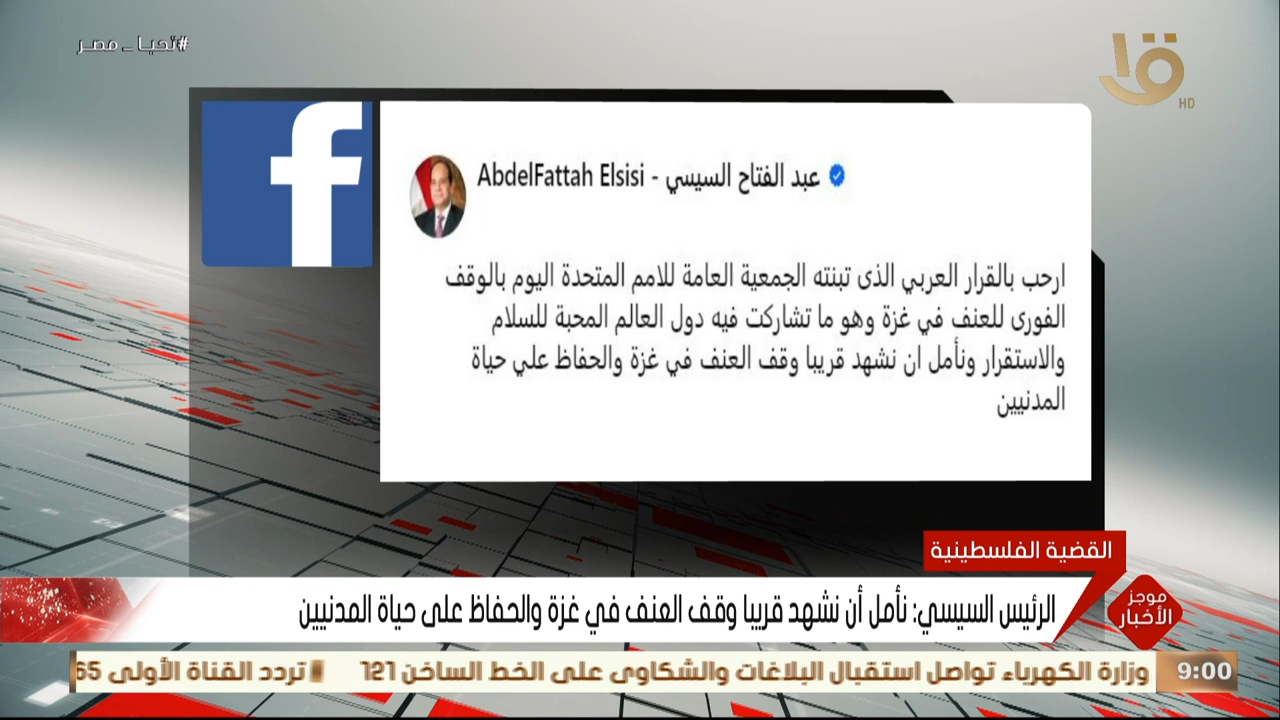 #تحيا_مصر
ق1
HD
AbdelFattah Elsisi - عبد الفتاح السيسي
ارحب بالقرار العربي الذى تبنته الجمعية العامة للامم المتحدة اليوم بالوقف
الفورى للعنف في غزة وهو ما تشاركت فيه دول العالم المحبة للسلام
والاستقرار ونأمل ان نشهد قريبا وقف العنف في غزة والحفاظ علي حياة
المدنيين
القضية الفلسطينية
موجز
الأخبار
الرئيس السيسي: نأمل أن نشهد قريبا وقف العنف في غزة والحفاظ على حياة المدنيين
9:00 وزارة الكهرباء تواصل استقبال البلاغات والشكاوى على الخط الساخن 121 تردد القناة الأولى 65